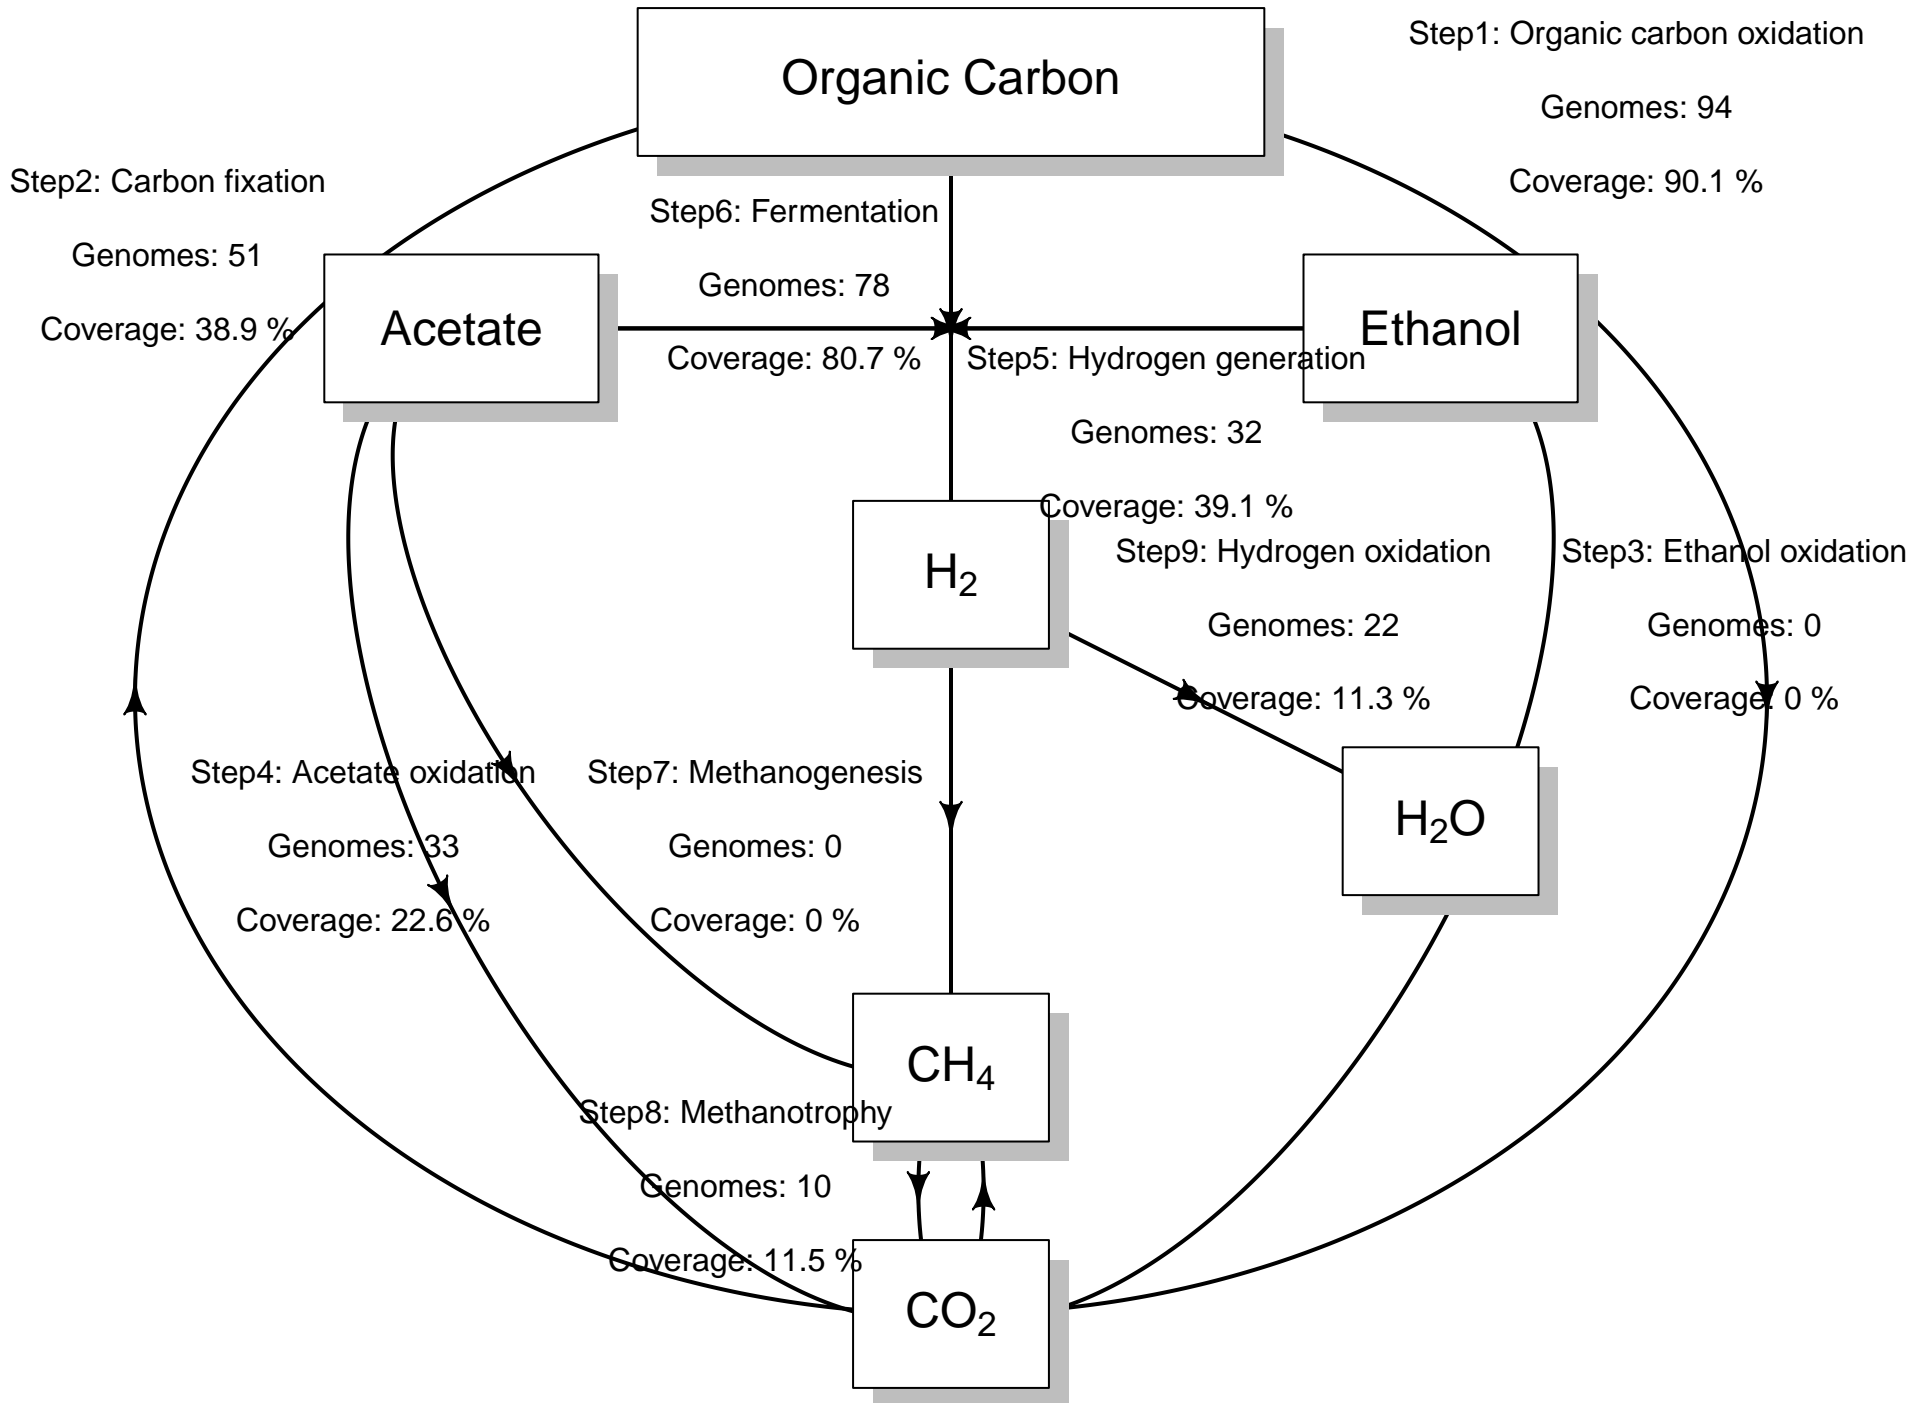 Organic Carbon
Step1: Organic carbon oxidation
Genomes: 94
Coverage: 90.1 %
Step2: Carbon fixation
Genomes: 51
Coverage: 38.9 %
Step6: Fermentation
Genomes: 78
Coverage: 80.7 %
Acetate
Ethanol
Step5: Hydrogen generation
Genomes: 32
Coverage: 39.1 %
H₂
Step9: Hydrogen oxidation
Genomes: 22
Coverage: 11.3 %
Step3: Ethanol oxidation
Genomes: 0
Coverage: 0 %
Step4: Acetate oxidation
Genomes: 33
Coverage: 22.6 %
Step7: Methanogenesis
Genomes: 0
Coverage: 0 %
H₂O
CH₄
Step8: Methanotrophy
Genomes: 10
Coverage: 11.5 %
CO₂